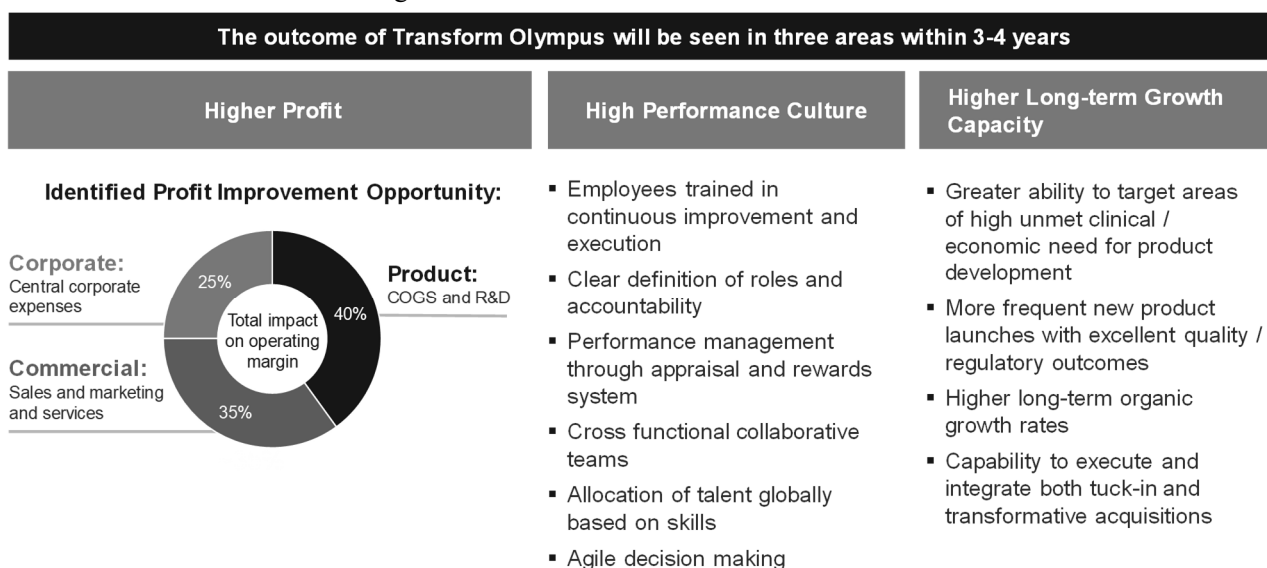 The outcome of Transform Olympus will be seen in three areas within 3-4 years
Higher Profit
Identified Profit Improvement Opportunity:
Corporate:
Central corporate
expenses
25%
Total impact
on operating
margin
40%
Product:
COGS and R&D
Commercial:
Sales and marketing
and services
35%
High Performance Culture
▪ Employees trained in
continuous improvement and
execution
▪ Clear definition of roles and
accountability
▪ Performance management
through appraisal and rewards
system
▪ Cross functional collaborative
teams
▪ Allocation of talent globally
based on skills
▪ Agile decision making
Higher Long-term Growth
Capacity
▪ Greater ability to target areas
of high unmet clinical /
economic need for product
development
▪ More frequent new product
launches with excellent quality /
regulatory outcomes
▪ Higher long-term organic
growth rates
▪ Capability to execute and
integrate both tuck-in and
transformative acquisitions